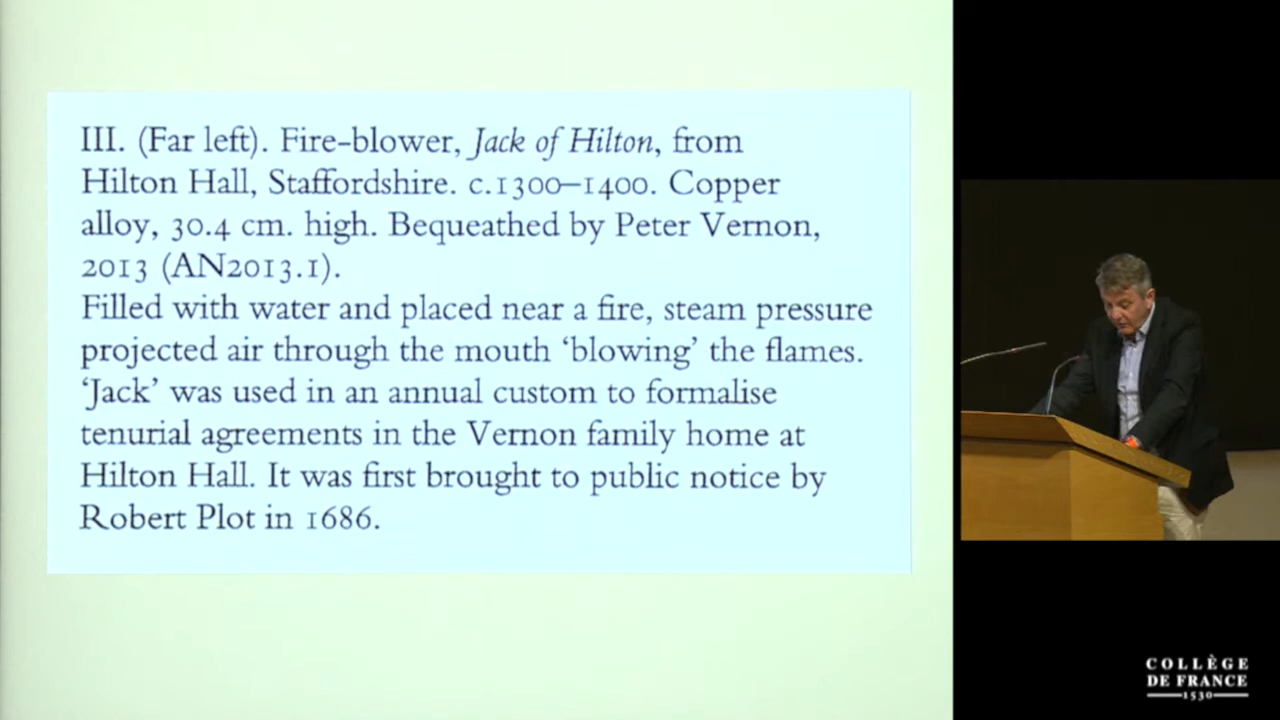 III. (Far left). Fire-blower, Jack of Hilton, from
Hilton Hall, Staffordshire. c.1300–1400. Copper
alloy, 30.4 cm. high. Bequeathed by Peter Vernon,
2013 (AN2013.1).
Filled with water and placed near a fire, steam pressure
projected air through the mouth ‘blowing’ the flames.
‘Jack’ was used in an annual custom to formalise
tenurial agreements in the Vernon family home at
Hilton Hall. It was first brought to public notice by
Robert Plot in 1686.
COLLÈGE
DE FRANCE
1530